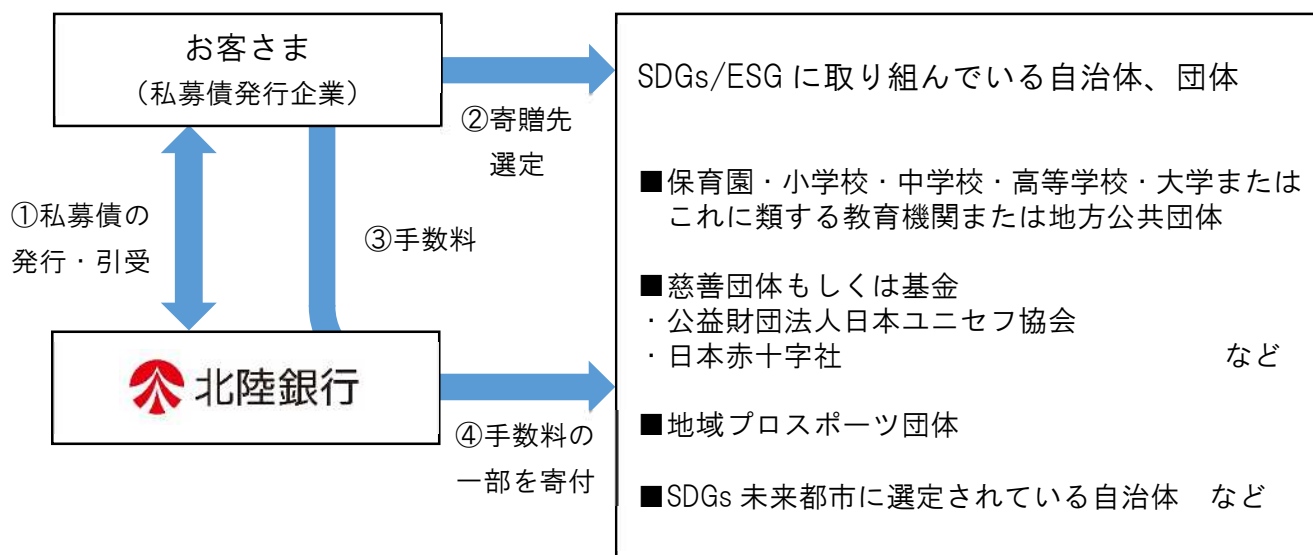 お客さま
（私募債発行企業）
①私募債の
発行・引受
②寄贈先
選定
③手数料
北陸銀行
④手数料の
一部を寄付
SDGs/ESG に取り組んでいる自治体、団体
■保育園・小学校・中学校・高等学校・大学または
これに類する教育機関または地方公共団体
■慈善団体もしくは基金
・公益財団法人日本ユニセフ協会
・日本赤十字社　など
■地域プロスポーツ団体
■SDGs 未来都市に選定されている自治体　など